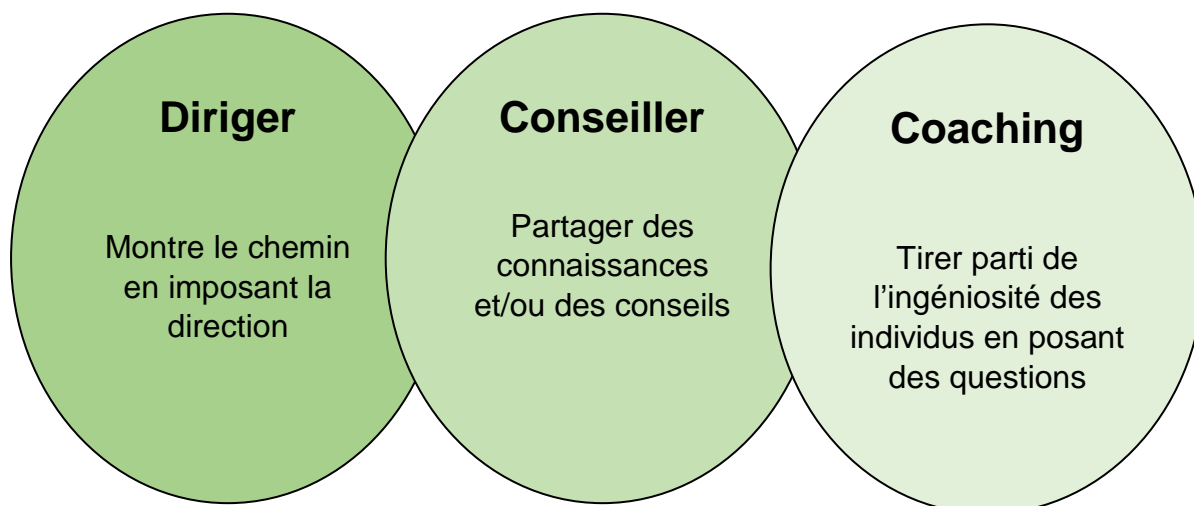 Diriger
Montre le chemin
en imposant la
direction
Conseiller
Partager des
connaissances
et/ou des conseils
Coaching
Tirer parti de
l’ingéniosité des
individus en posant
des questions